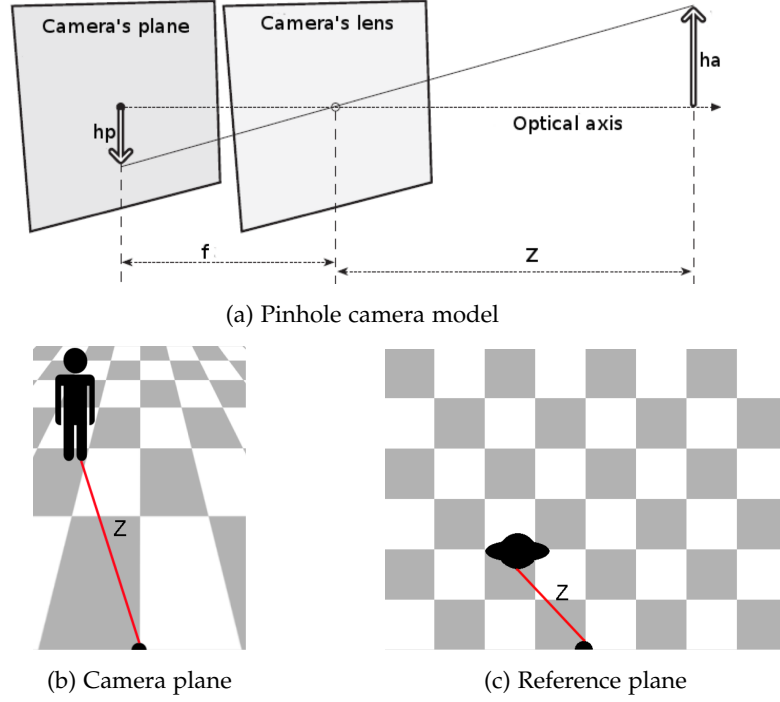 Camera's plane
Camera's lens
ha
hp
Optical axis
f
Z
(a) Pinhole camera model
Z
Z
(b) Camera plane
(c) Reference plane